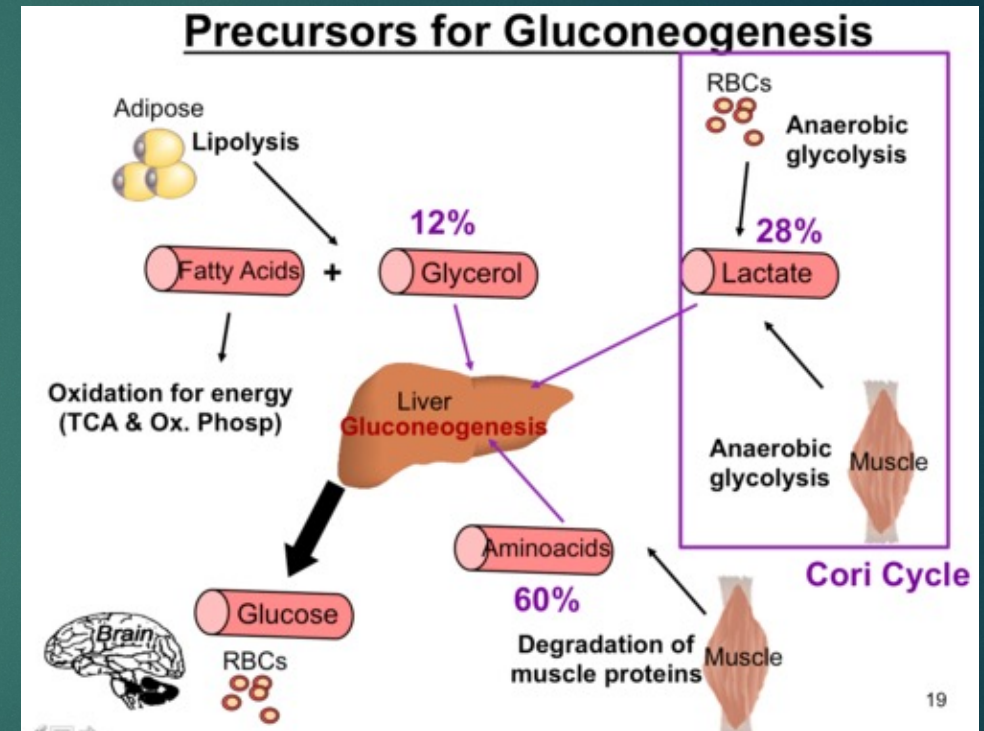 Precursors for Gluconeogenesis
RBCs
Adipose
Lipolysis
Anaerobic
glycolysis
12%
28%
Fatty Acids + Glycerol
Lactate
Oxidation for energy
(TCA & Ox. Phosp)
Liver
Gluconeogenesis
Anaerobic
glycolysis
Muscle
Aminoacids
60%
Cori Cycle
Glucose
Brain
RBCs
Degradation of
muscle proteins
Muscle
19